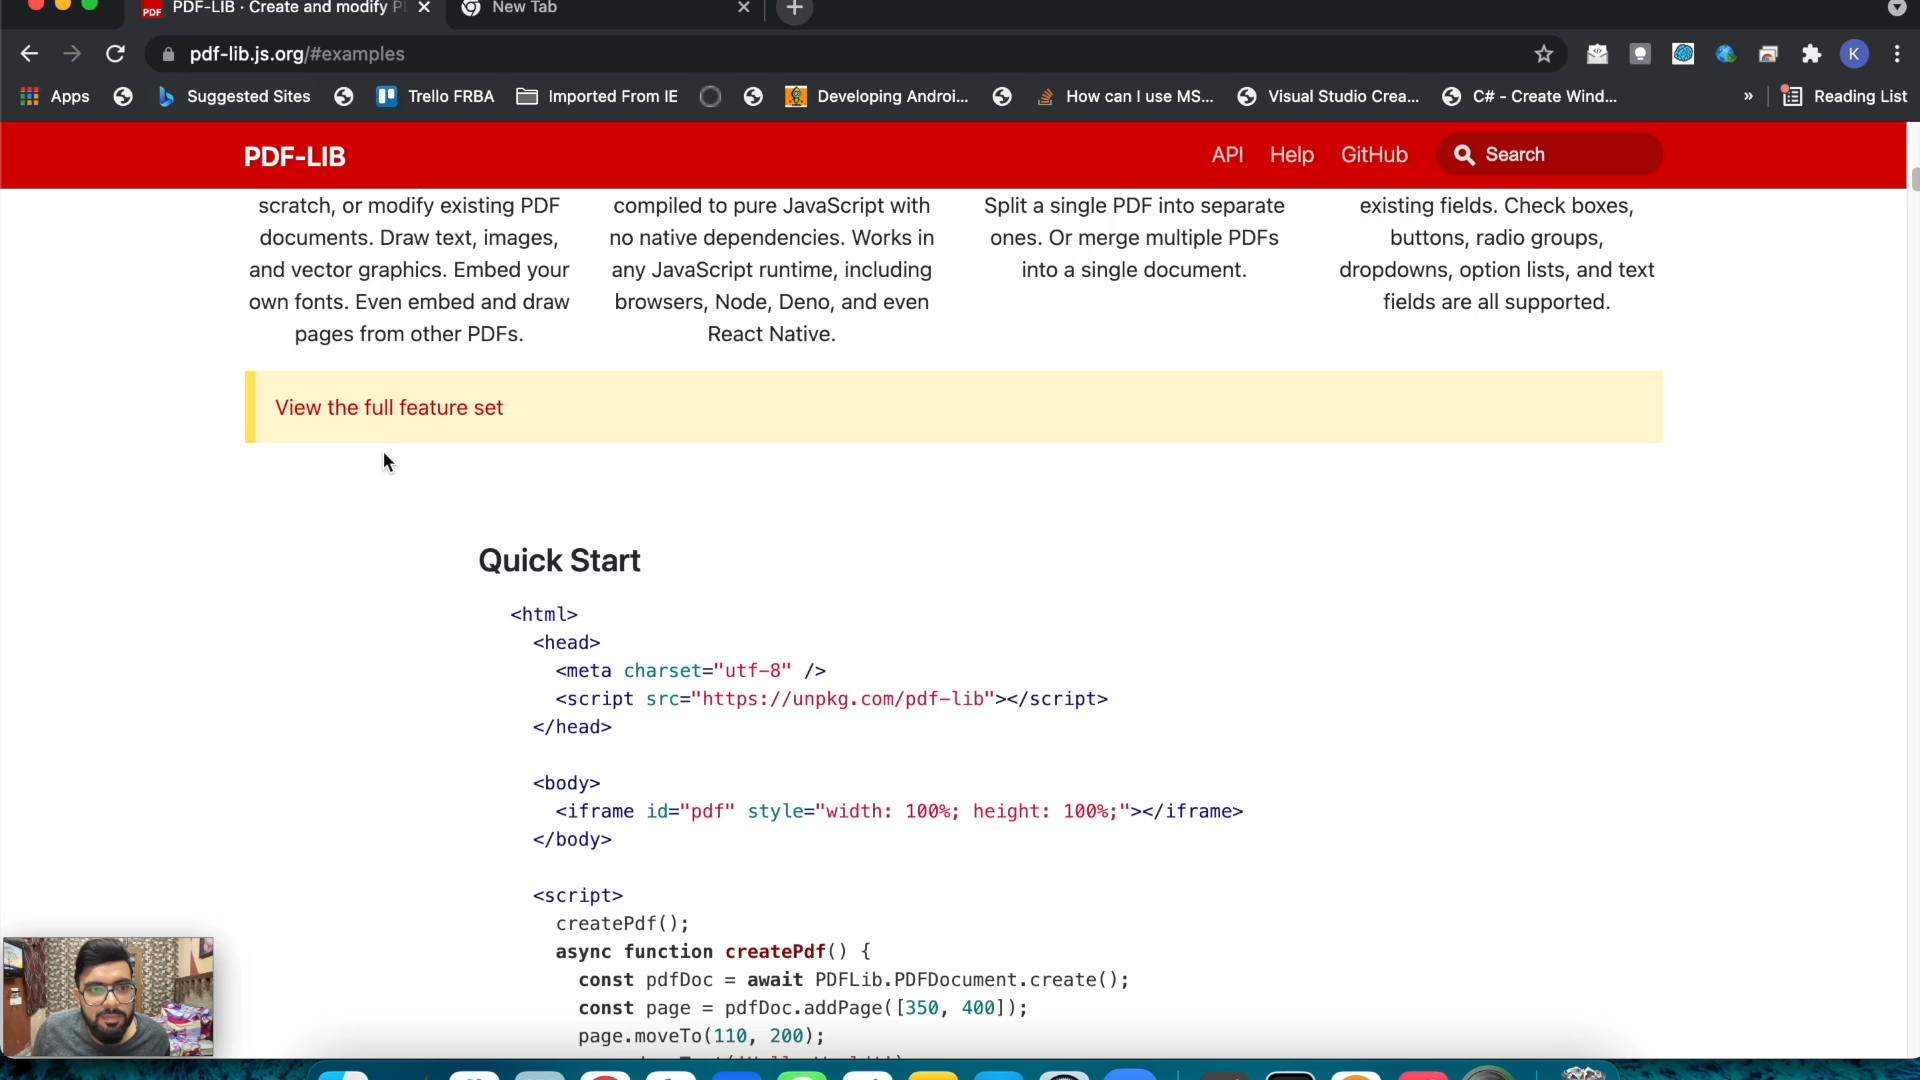 PDF-LIB · Create and modify P
New Tab
pdf-lib.js.org/#examples
K
Apps
Suggested Sites
Trello FRBA
Imported From IE
Developing Androi...
How can I use MS...
Visual Studio Crea...
C# - Create Wind...
»
Reading List
PDF-LIB
API
Help
GitHub
Search
scratch, or modify existing PDF
documents. Draw text, images,
and vector graphics. Embed your
own fonts. Even embed and draw
pages from other PDFs.
compiled to pure JavaScript with
no native dependencies. Works in
any JavaScript runtime, including
browsers, Node, Deno, and even
React Native.
Split a single PDF into separate
ones. Or merge multiple PDFs
into a single document.
existing fields. Check boxes,
buttons, radio groups,
dropdowns, option lists, and text
fields are all supported.
View the full feature set
Quick Start
<html>
<head>
<meta charset="utf-8" />
<script src="https://unpkg.com/pdf-lib"></script>
</head>
<body>
<iframe id="pdf" style="width: 100%; height: 100%;"></iframe>
</body>
<script>
createPdf();
async function createPdf() {
const pdfDoc = await PDFLib.PDFDocument.create();
const page = pdfDoc.addPage([350, 400]);
page.moveTo(110, 200);